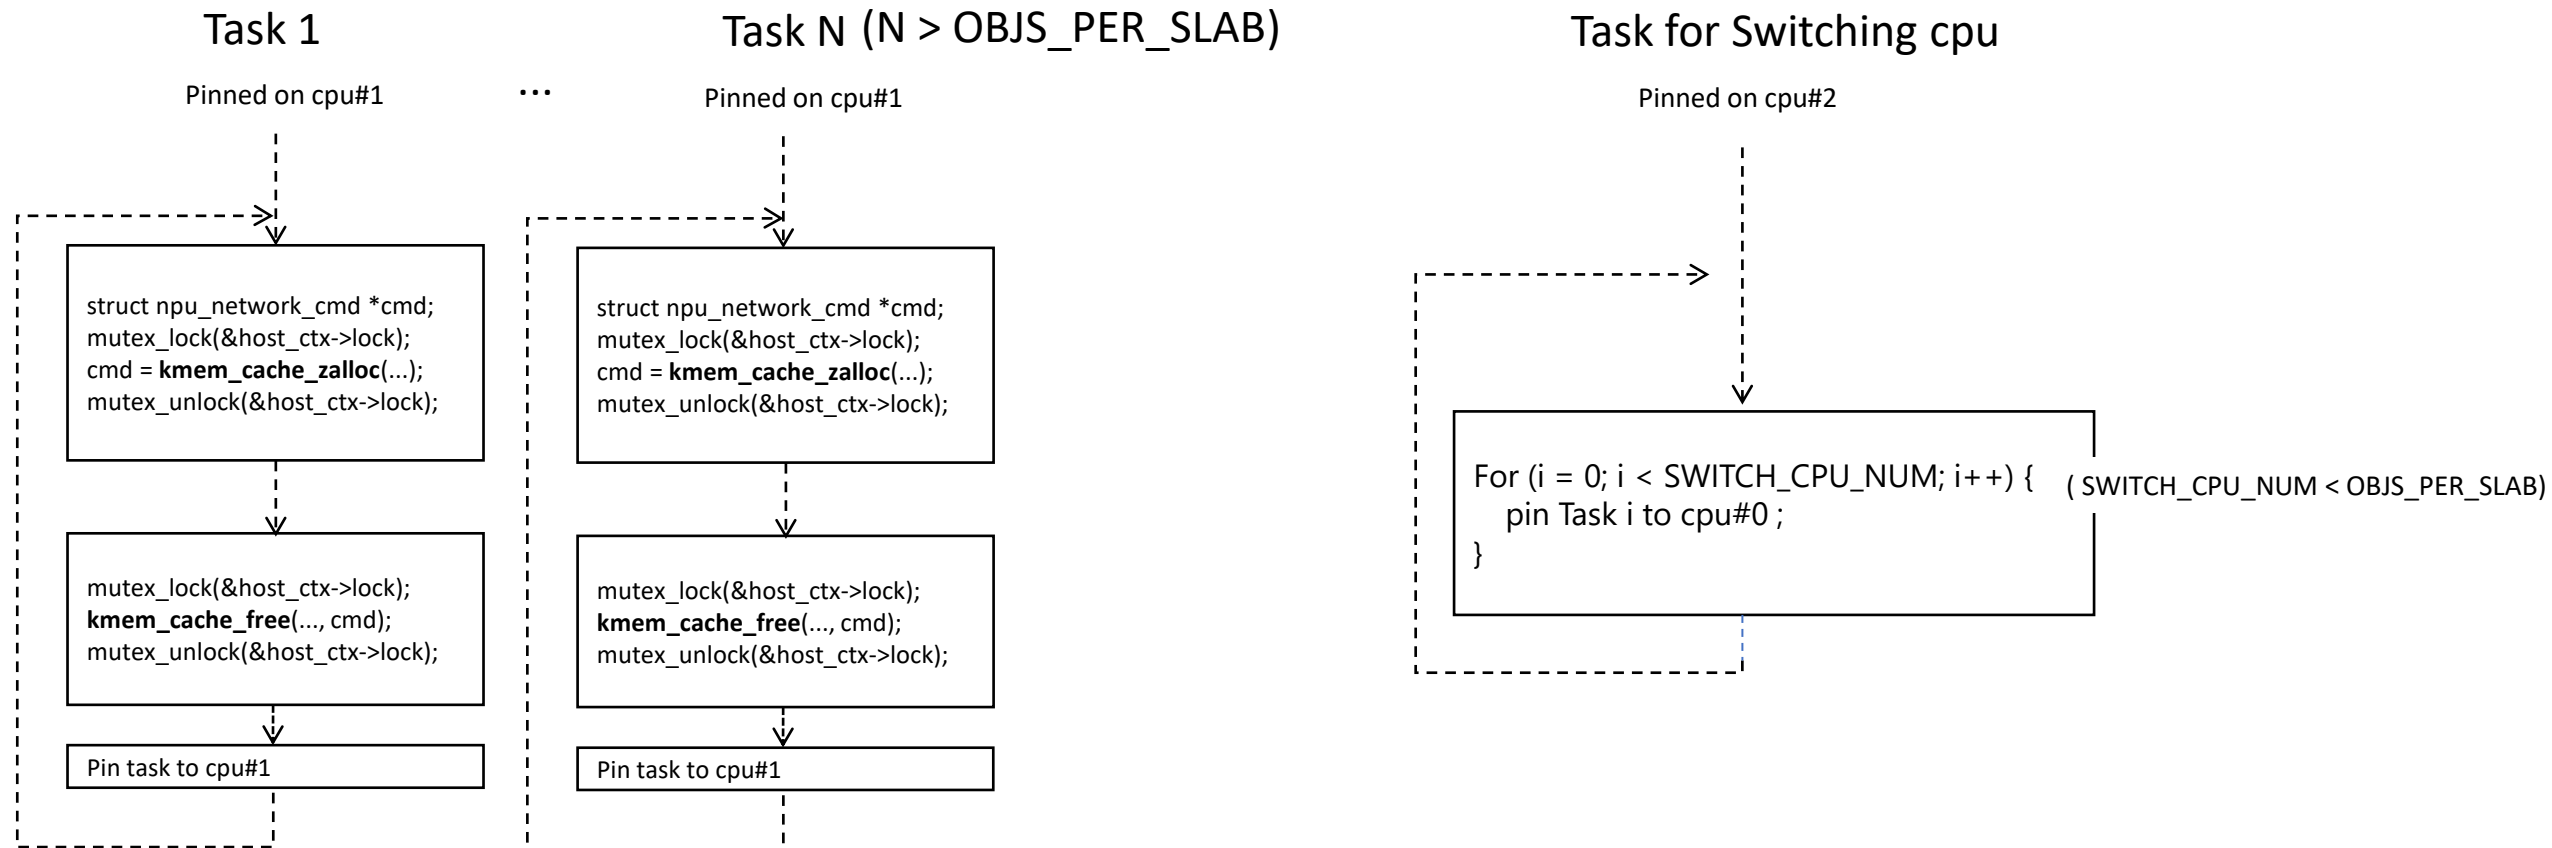 Task 1
Pinned on cpu#1
struct npu_network_cmd *cmd;
mutex_lock(&host_ctx->lock);
cmd = kmem_cache_zalloc(...);
mutex_unlock(&host_ctx->lock);
mutex_lock(&host_ctx->lock);
kmem_cache_free(..., cmd);
mutex_unlock(&host_ctx->lock);
Pin task to cpu#1
...
Task N (N > OBJS_PER_SLAB)
Pinned on cpu#1
struct npu_network_cmd *cmd;
mutex_lock(&host_ctx->lock);
cmd = kmem_cache_zalloc(...);
mutex_unlock(&host_ctx->lock);
mutex_lock(&host_ctx->lock);
kmem_cache_free(..., cmd);
mutex_unlock(&host_ctx->lock);
Pin task to cpu#1
Task for Switching cpu
Pinned on cpu#2
For (i = 0; i < SWITCH_CPU_NUM; i++) { ( SWITCH_CPU_NUM < OBJS_PER_SLAB)
pin Task i to cpu#0 ;
}